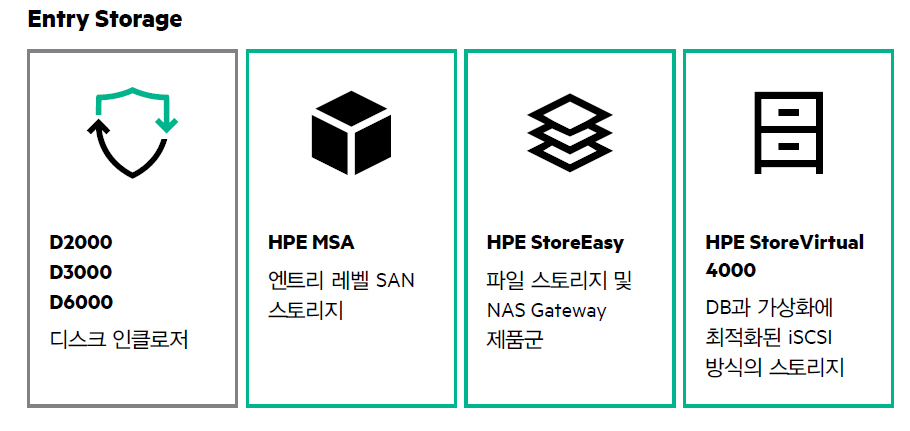 Entry Storage
D2000
D3000
D6000
디스크 인클로저
HPE MSA
엔트리 레벨 SAN
스토리지
HPE StoreEasy
파일 스토리지 및
NAS Gateway
제품군
HPE StoreVirtual
4000
DB과 가상화에
최적화된 iSCSI
방식의 스토리지